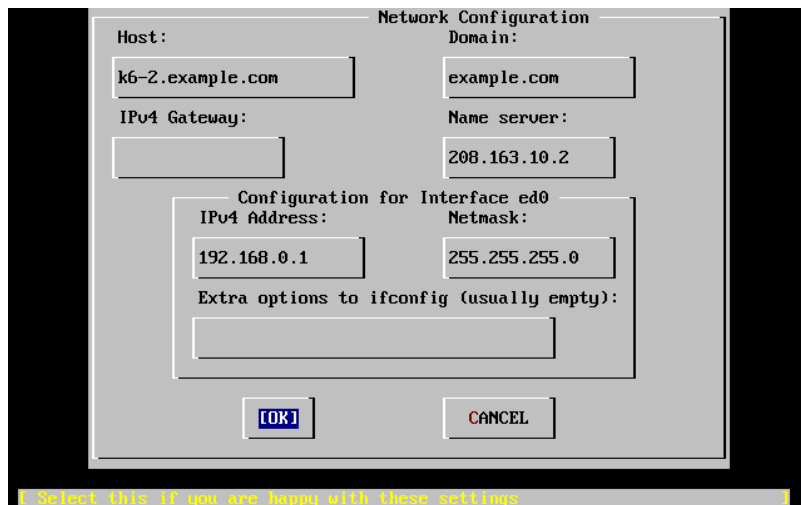 Network Configuration
Host: Domain:
k6-2.example.com example.com
IPv4 Gateway: Name server:
208.163.10.2
Configuration for Interface ed0
IPv4 Address: Netmask:
192.168.0.1 255.255.255.0
Extra options to ifconfig (usually empty):
[OK] CANCEL
[ Select this if you are happy with these settings ]